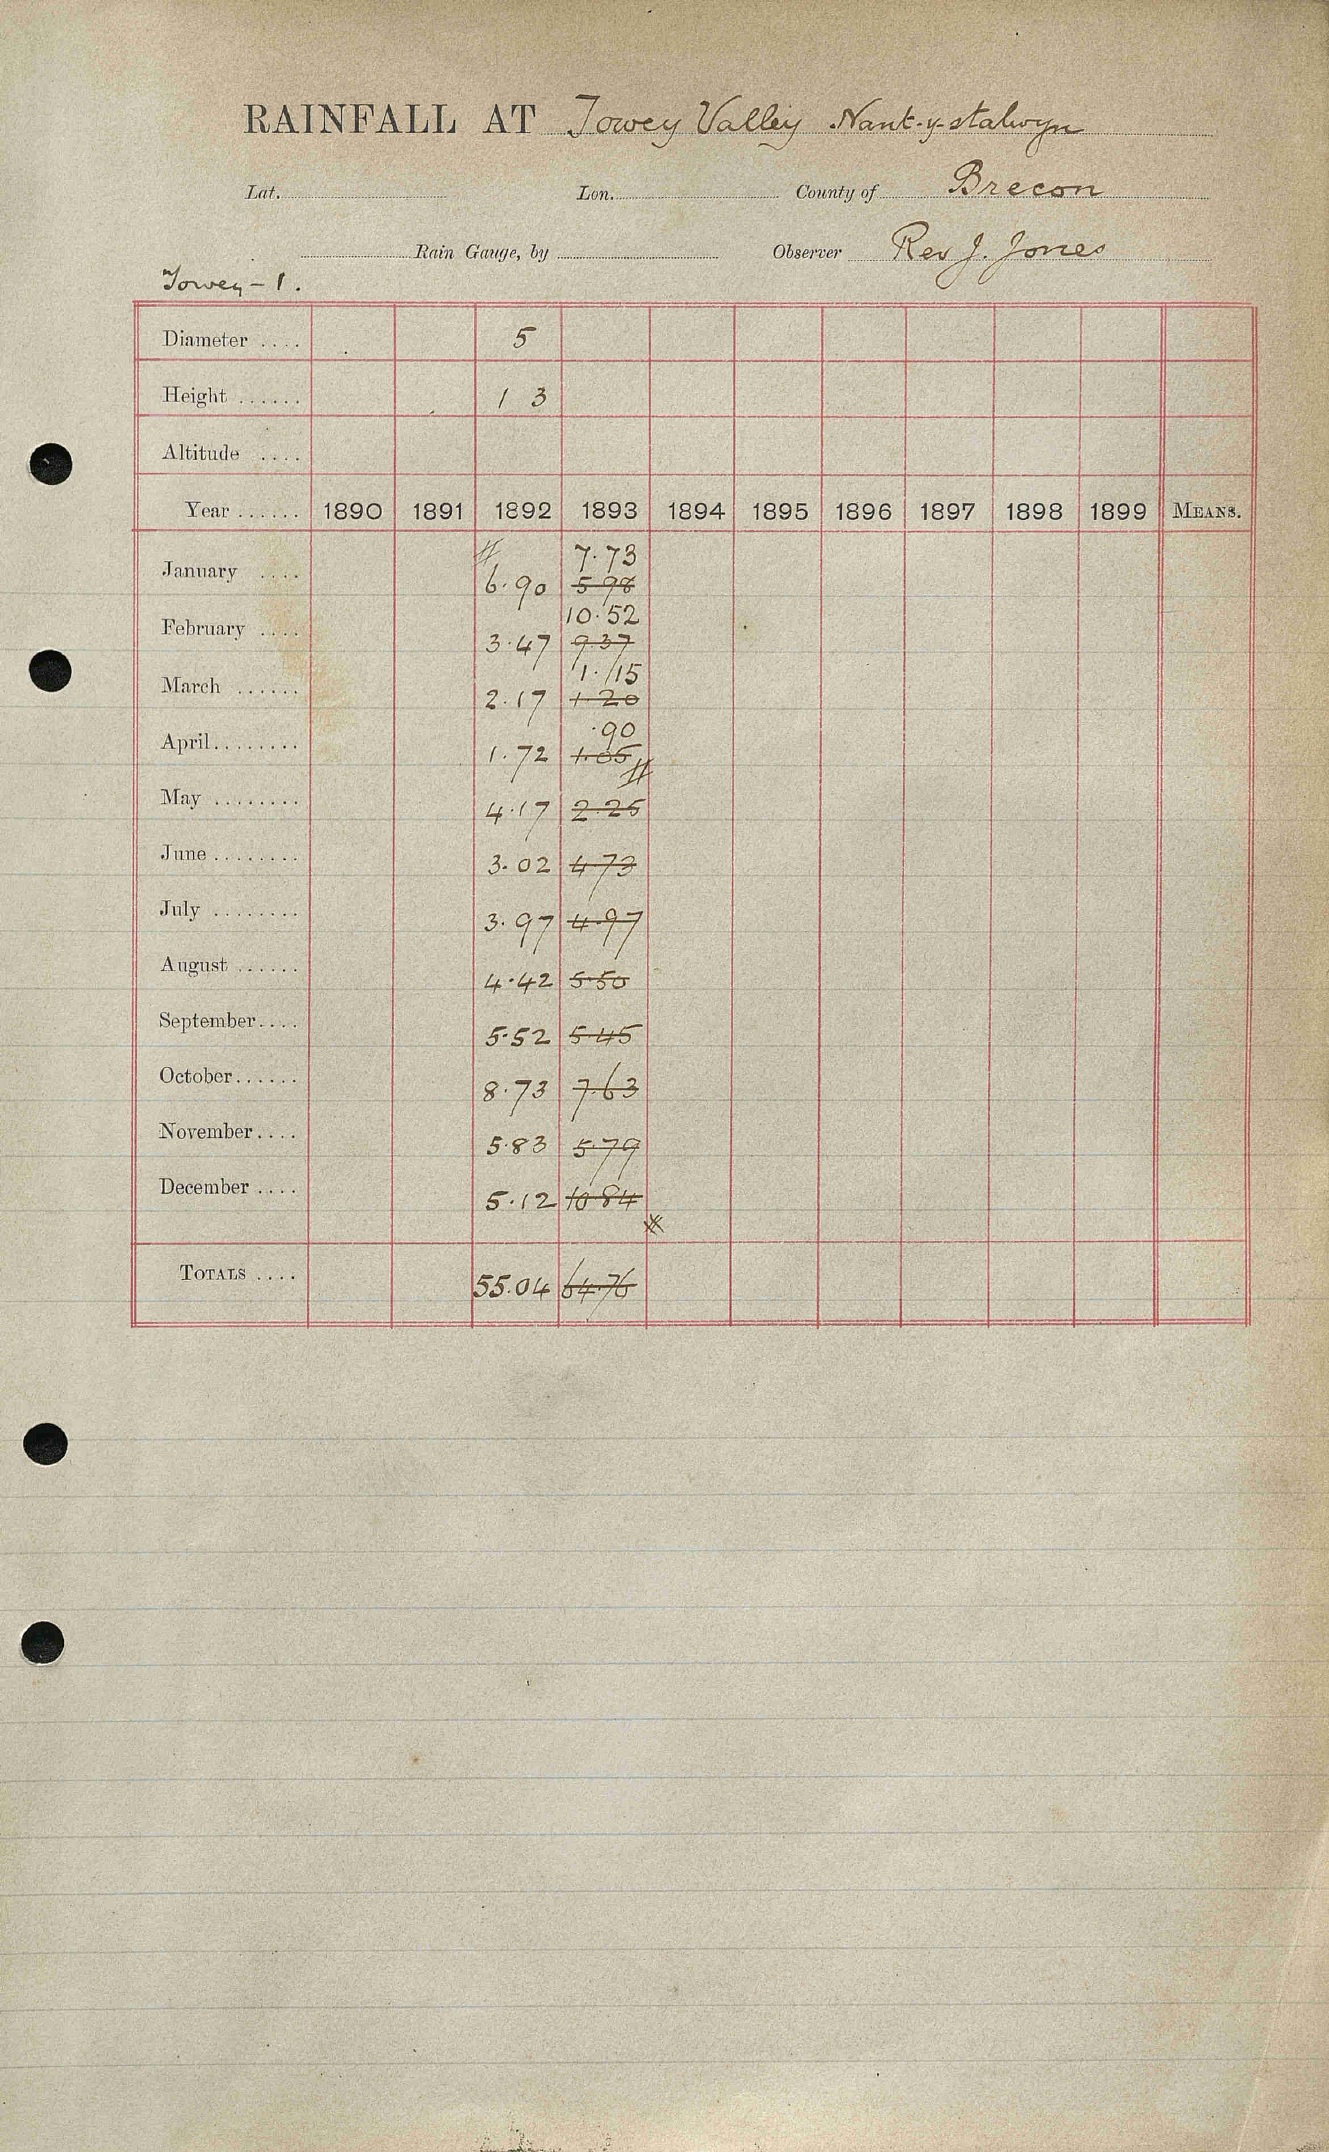 RAINFALL AT Towey Valley Nant-y-stalwyn
Lat. Lon. County of Brecon
Rain Gauge, by Observer Rev J. Jones
Towey - 1.
Diameter .... 5
Height ...... 1 3
Altitude ....
Year ...... 1890 1891 1892 1893 1894 1895 1896 1897 1898 1899 MEANS.
# 7.73
January .... 6.90 5.98
10.52
February .... 3.47 9.37
1.15
March ...... 2.17 1.20
.90
April ........ 1.72 1.05
#
May ........ 4.17 2.25
June ........ 3.02 4.73
July ........ 3.97 4.97
August ...... 4.42 5.50
September .... 5.52 5.45
October ...... 8.73 7.63
November .... 5.83 5.79
December .... 5.12 10.84
TOTALS .... 55.04 64.76